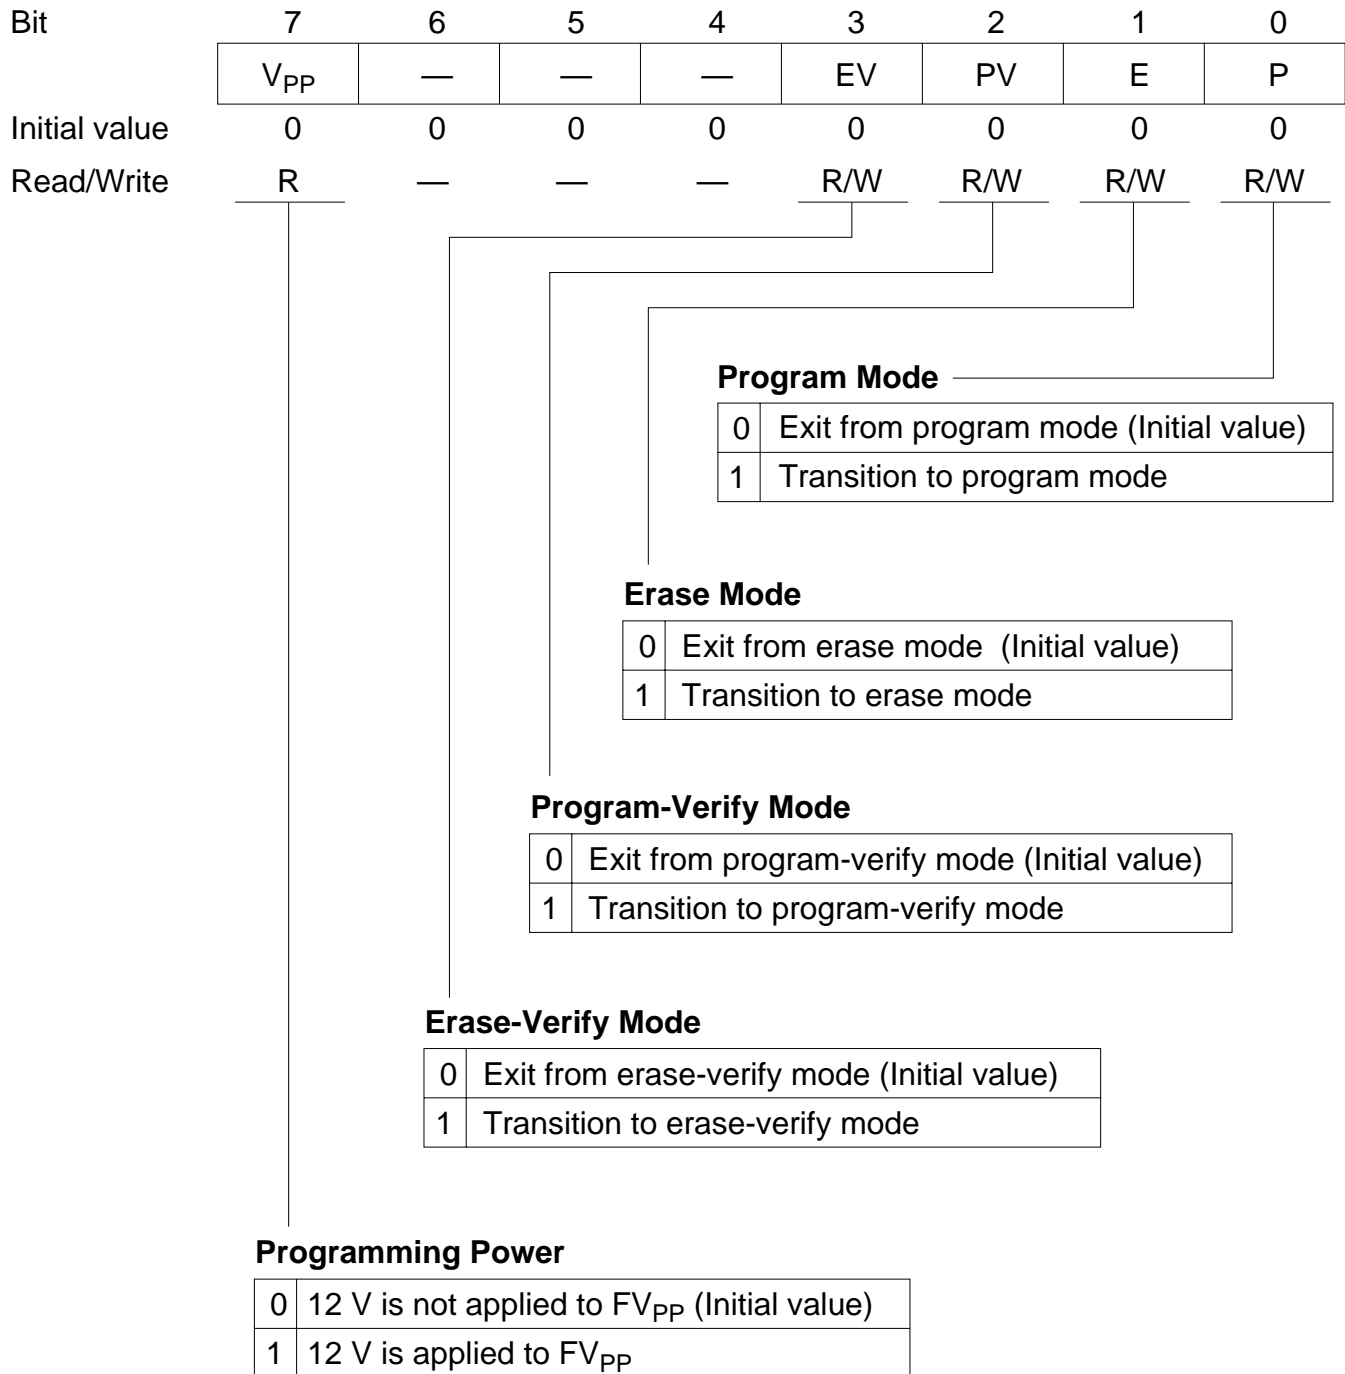 Bit 7 6 5 4 3 2 1 0
VPP — — — EV PV E P
Initial value 0 0 0 0 0 0 0 0
Read/Write R — — — R/W R/W R/W R/W
Program Mode
0 Exit from program mode (Initial value)
1 Transition to program mode
Erase Mode
0 Exit from erase mode (Initial value)
1 Transition to erase mode
Program-Verify Mode
0 Exit from program-verify mode (Initial value)
1 Transition to program-verify mode
Erase-Verify Mode
0 Exit from erase-verify mode (Initial value)
1 Transition to erase-verify mode
Programming Power
0 12 V is not applied to FVPP (Initial value)
1 12 V is applied to FVPP